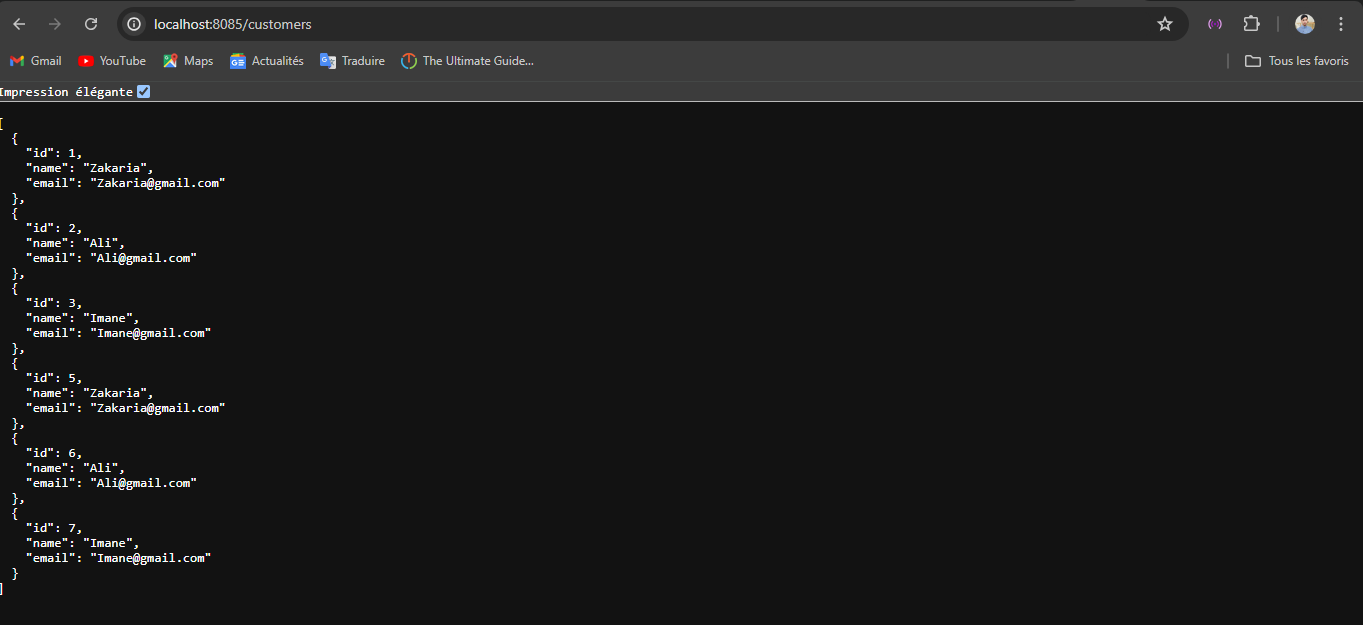 localhost:8085/customers
Gmail YouTube Maps Actualités Traduire The Ultimate Guide... Tous les favoris
Impression élégante
[
  {
    "id": 1,
    "name": "Zakaria",
    "email": "Zakaria@gmail.com"
  },
  {
    "id": 2,
    "name": "Ali",
    "email": "Ali@gmail.com"
  },
  {
    "id": 3,
    "name": "Imane",
    "email": "Imane@gmail.com"
  },
  {
    "id": 5,
    "name": "Zakaria",
    "email": "Zakaria@gmail.com"
  },
  {
    "id": 6,
    "name": "Ali",
    "email": "Ali@gmail.com"
  },
  {
    "id": 7,
    "name": "Imane",
    "email": "Imane@gmail.com"
  }
]